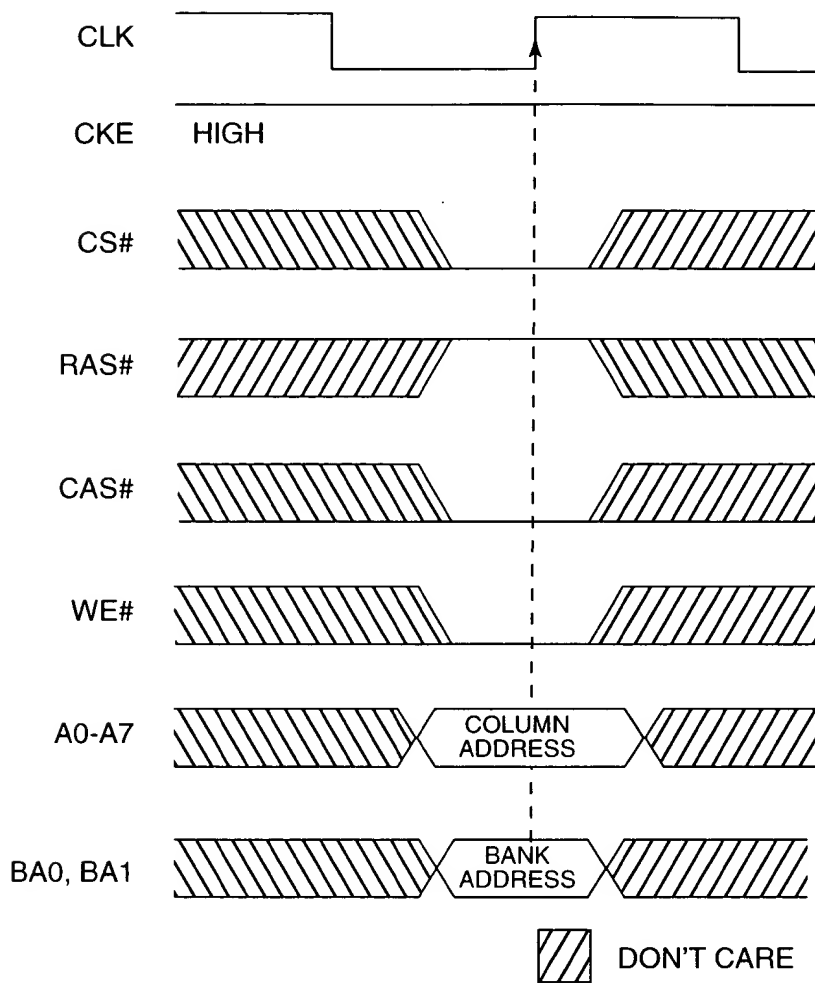 CLK
CKE HIGH
CS#
RAS#
CAS#
WE#
A0-A7 COLUMN
ADDRESS
BA0, BA1 BANK
ADDRESS
DON'T CARE